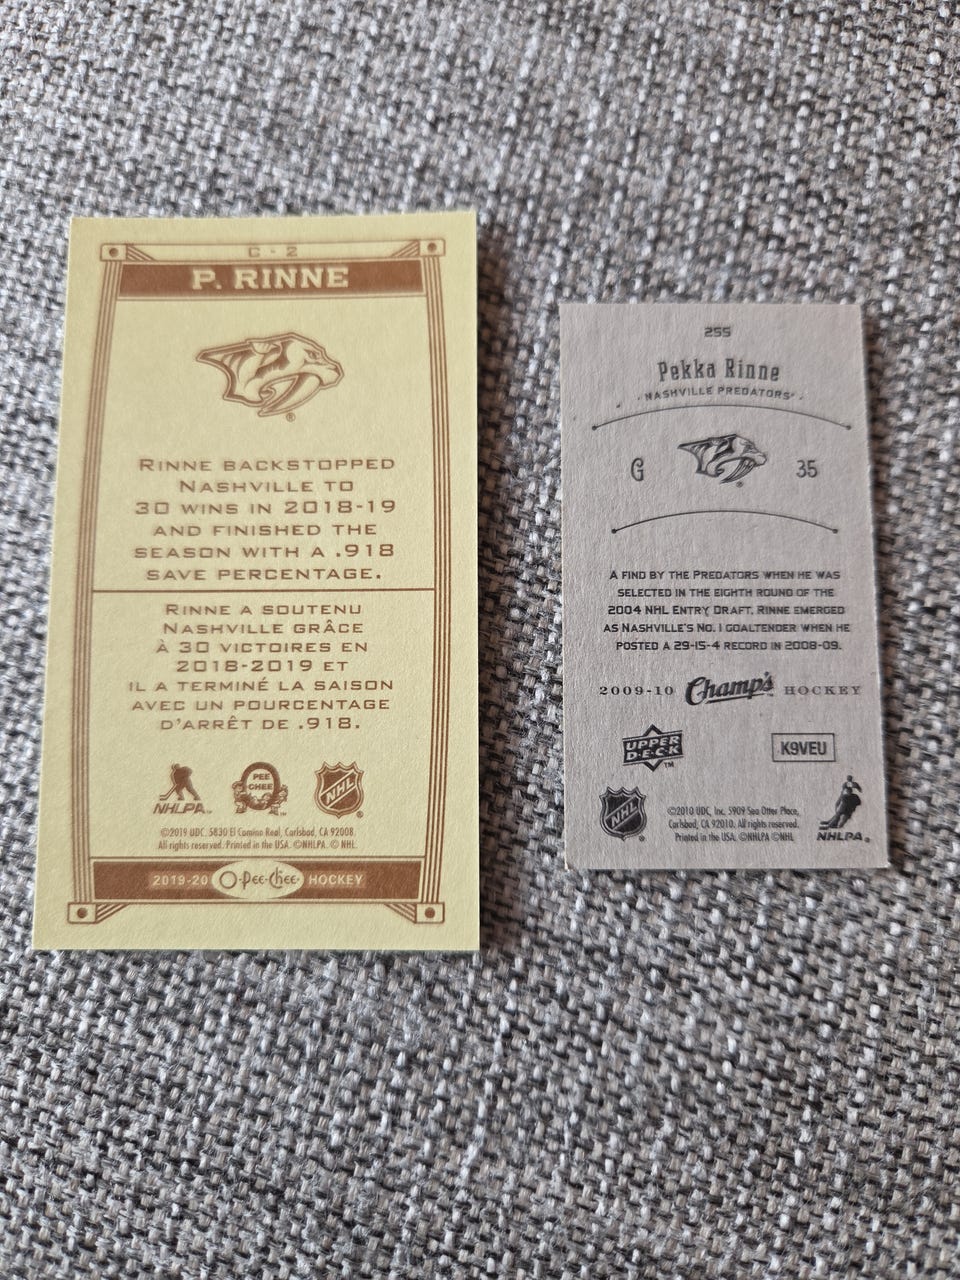 C - 2
P. RINNE
®
RINNE BACKSTOPPED
NASHVILLE TO
30 WINS IN 2018-19
AND FINISHED THE
SEASON WITH A .918
SAVE PERCENTAGE.
RINNE A SOUTENU
NASHVILLE GRÂCE
À 30 VICTOIRES EN
2018-2019 ET
IL A TERMINÉ LA SAISON
AVEC UN POURCENTAGE
D'ARRÊT DE .918.
NHLPA™
PEE
CHEE
™
NHL
®
©2019 UDC. 5830 El Camino Real, Carlsbad, CA 92008.
All rights reserved. Printed in the USA. ©NHLPA. © NHL.
2019-20 O-Pee-Chee® HOCKEY
255
Pekka Rinne
·NASHVILLE PREDATORS·
G
®
35
A FIND BY THE PREDATORS WHEN HE WAS
SELECTED IN THE EIGHTH ROUND OF THE
2004 NHL ENTRY DRAFT, RINNE EMERGED
AS NASHVILLE'S NO. 1 GOALTENDER WHEN HE
POSTED A 29-15-4 RECORD IN 2008-09.
2009-10 Champ's HOCKEY
UPPER
D·E·C·K
™
K9VEU
NHL
®
©2010 UDC, Inc. 5909 Sea Otter Place,
Carlsbad, CA 92010. All rights reserved.
Printed in the USA. ©NHLPA ©NHL
NHLPA®